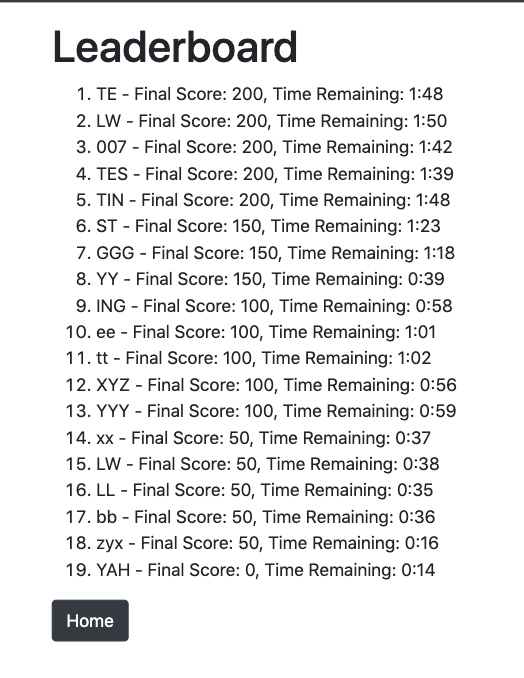 Leaderboard
1. TE - Final Score: 200, Time Remaining: 1:48
2. LW - Final Score: 200, Time Remaining: 1:50
3. 007 - Final Score: 200, Time Remaining: 1:42
4. TES - Final Score: 200, Time Remaining: 1:39
5. TIN - Final Score: 200, Time Remaining: 1:48
6. ST - Final Score: 150, Time Remaining: 1:23
7. GGG - Final Score: 150, Time Remaining: 1:18
8. YY - Final Score: 150, Time Remaining: 0:39
9. ING - Final Score: 100, Time Remaining: 0:58
10. ee - Final Score: 100, Time Remaining: 1:01
11. tt - Final Score: 100, Time Remaining: 1:02
12. XYZ - Final Score: 100, Time Remaining: 0:56
13. YYY - Final Score: 100, Time Remaining: 0:59
14. xx - Final Score: 50, Time Remaining: 0:37
15. LW - Final Score: 50, Time Remaining: 0:38
16. LL - Final Score: 50, Time Remaining: 0:35
17. bb - Final Score: 50, Time Remaining: 0:36
18. zyx - Final Score: 50, Time Remaining: 0:16
19. YAH - Final Score: 0, Time Remaining: 0:14
Home